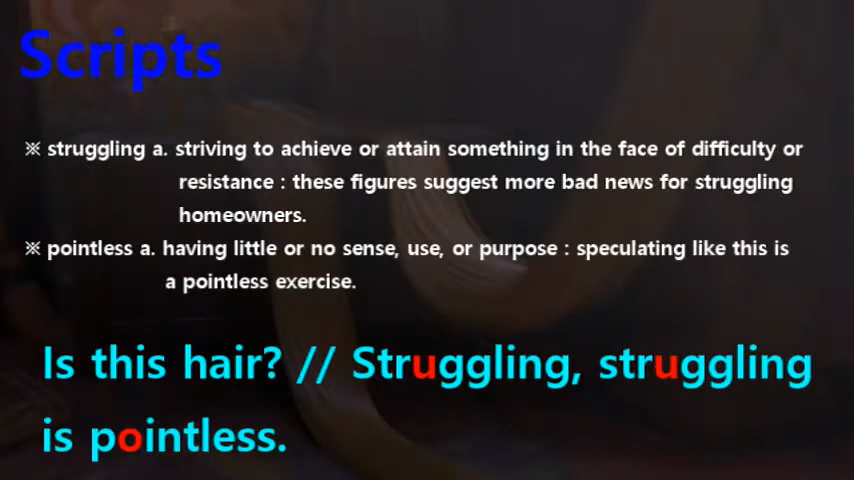 Scripts
※ struggling a. striving to achieve or attain something in the face of difficulty or
resistance : these figures suggest more bad news for struggling
homeowners.
※ pointless a. having little or no sense, use, or purpose : speculating like this is
a pointless exercise.
Is this hair? // Struggling, struggling
is pointless.